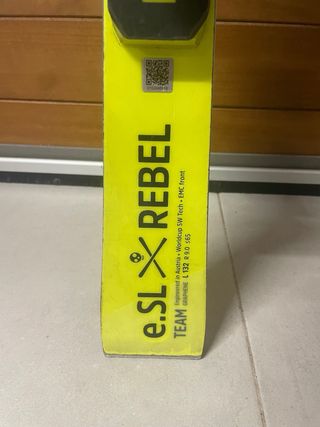 e.SL REBEL
TEAM Engineered in Austria • Worldcup SW Tech • EMC front
GRAPHENE L 132 R 9.0 S65